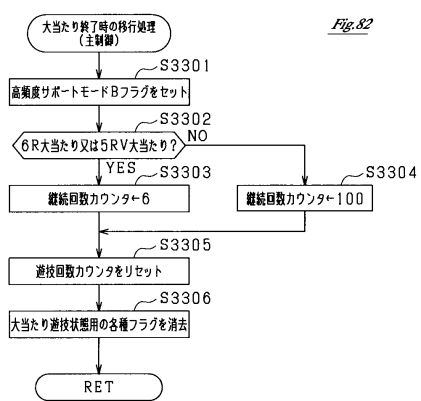 Fig.82
大当たり終了時の移行処理
(主制御)
S3301
高頻度サポートモードBフラグをセット
S3302
6R大当たり又は5RV大当たり?
NO
YES
S3303
継続回数カウンタ←6
S3304
継続回数カウンタ←100
S3305
遊技回数カウンタをリセット
S3306
大当たり遊技状態用の各種フラグを消去
RET